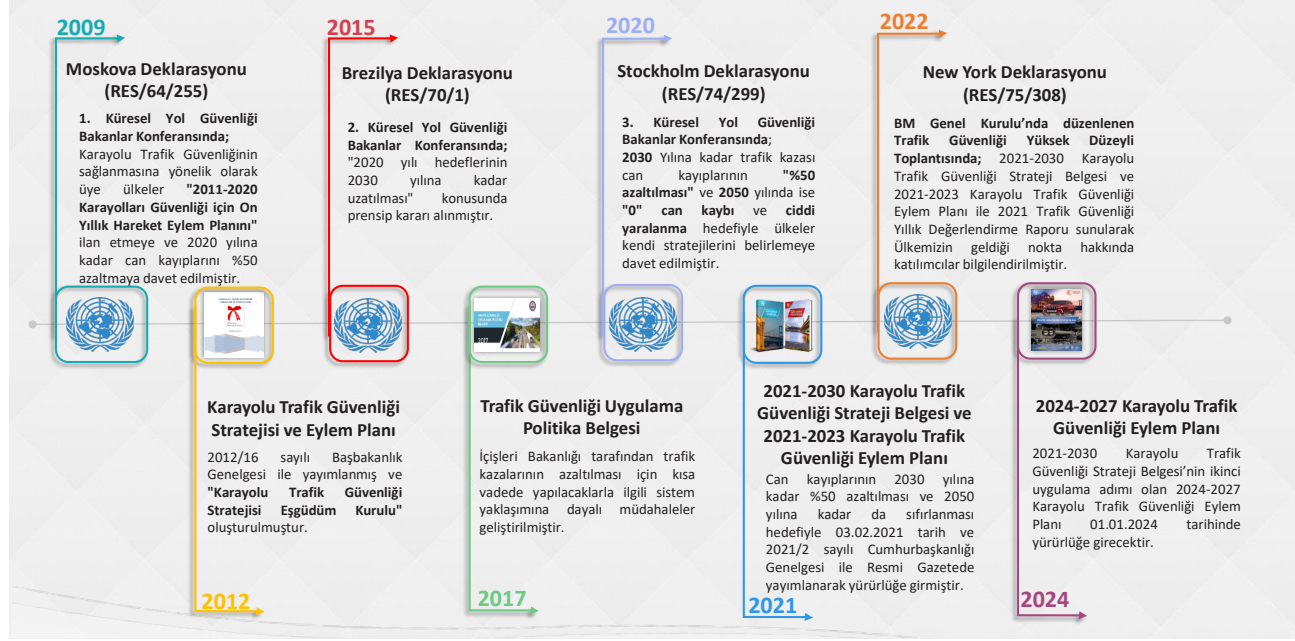 2009
Moskova Deklarasyonu
(RES/64/255)
1. Küresel Yol Güvenliği
Bakanlar Konferansında;
Karayolu Trafik Güvenliğinin
sağlanmasına yönelik olarak
üye ülkeler "2011-2020
Karayolları Güvenliği için On
Yıllık Hareket Eylem Planını"
ilan etmeye ve 2020 yılına
kadar can kayıplarını %50
azaltmaya davet edilmiştir.
2015
Brezilya Deklarasyonu
(RES/70/1)
2. Küresel Yol Güvenliği
Bakanlar Konferansında;
"2020 yılı hedeflerinin
2030 yılına kadar
uzatılması" konusunda
prensip kararı alınmıştır.
2020
Stockholm Deklarasyonu
(RES/74/299)
3. Küresel Yol Güvenliği
Bakanlar Konferansında;
2030 Yılına kadar trafik kazası
can kayıplarının "%50
azaltılması" ve 2050 yılında ise
"0" can kaybı ve ciddi
yaralanma hedefiyle ülkeler
kendi stratejilerini belirlemeye
davet edilmiştir.
2022
New York Deklarasyonu
(RES/75/308)
BM Genel Kurulu’nda düzenlenen
Trafik Güvenliği Yüksek Düzeyli
Toplantısında; 2021-2030 Karayolu
Trafik Güvenliği Strateji Belgesi ve
2021-2023 Karayolu Trafik Güvenliği
Eylem Planı ile 2021 Trafik Güvenliği
Yıllık Değerlendirme Raporu sunularak
Ülkemizin geldiği nokta hakkında
katılımcılar bilgilendirilmiştir.
Karayolu Trafik Güvenliği
Stratejisi ve Eylem Planı
2012/16 sayılı Başbakanlık
Genelgesi ile yayımlanmış ve
"Karayolu Trafik Güvenliği
Stratejisi Eşgüdüm Kurulu"
oluşturulmuştur.
2012
Trafik Güvenliği Uygulama
Politika Belgesi
İçişleri Bakanlığı tarafından trafik
kazalarının azaltılması için kısa
vadede yapılacaklarla ilgili sistem
yaklaşımına dayalı müdahaleler
geliştirilmiştir.
2017
2021-2030 Karayolu Trafik
Güvenliği Strateji Belgesi ve
2021-2023 Karayolu Trafik
Güvenliği Eylem Planı
Can kayıplarının 2030 yılına
kadar %50 azaltılması ve 2050
yılına kadar da sıfırlanması
hedefiyle 03.02.2021 tarih ve
2021/2 sayılı Cumhurbaşkanlığı
Genelgesi ile Resmi Gazetede
yayımlanarak yürürlüğe girmiştir.
2021
2024-2027 Karayolu Trafik
Güvenliği Eylem Planı
2021-2030 Karayolu Trafik
Güvenliği Strateji Belgesi’nin ikinci
uygulama adımı olan 2024-2027
Karayolu Trafik Güvenliği Eylem
Planı 01.01.2024 tarihinde
yürürlüğe girecektir.
2024